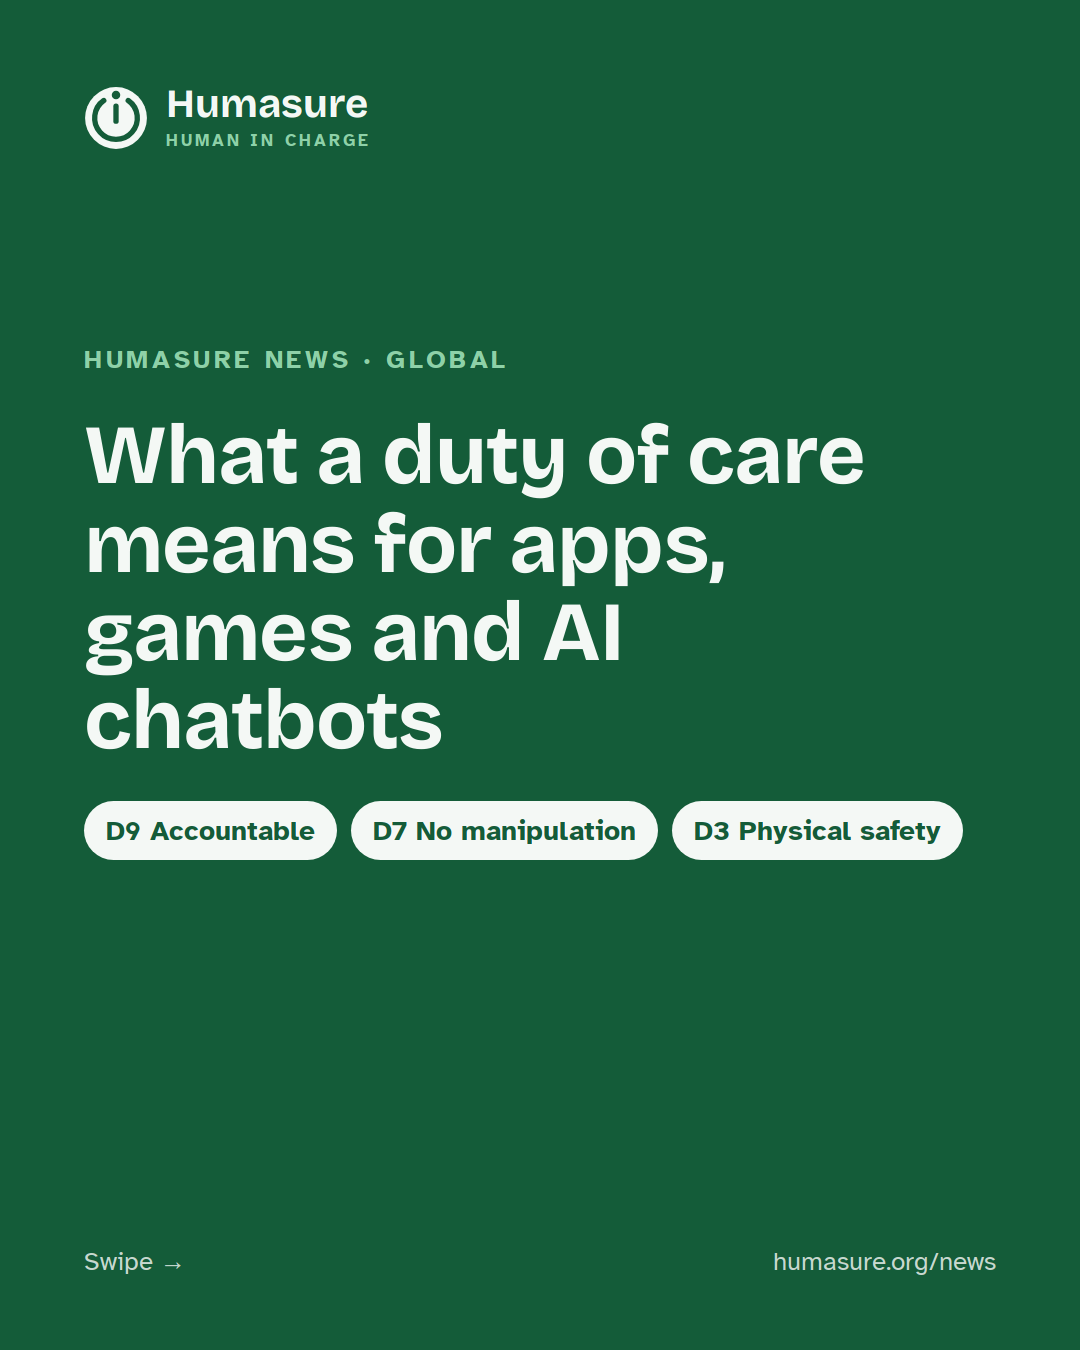 Humasure
HUMAN IN CHARGE
HUMASURE NEWS · GLOBAL
What a duty of care
means for apps,
games and AI
chatbots
D9 Accountable
D7 No manipulation
D3 Physical safety
Swipe →
humasure.org/news